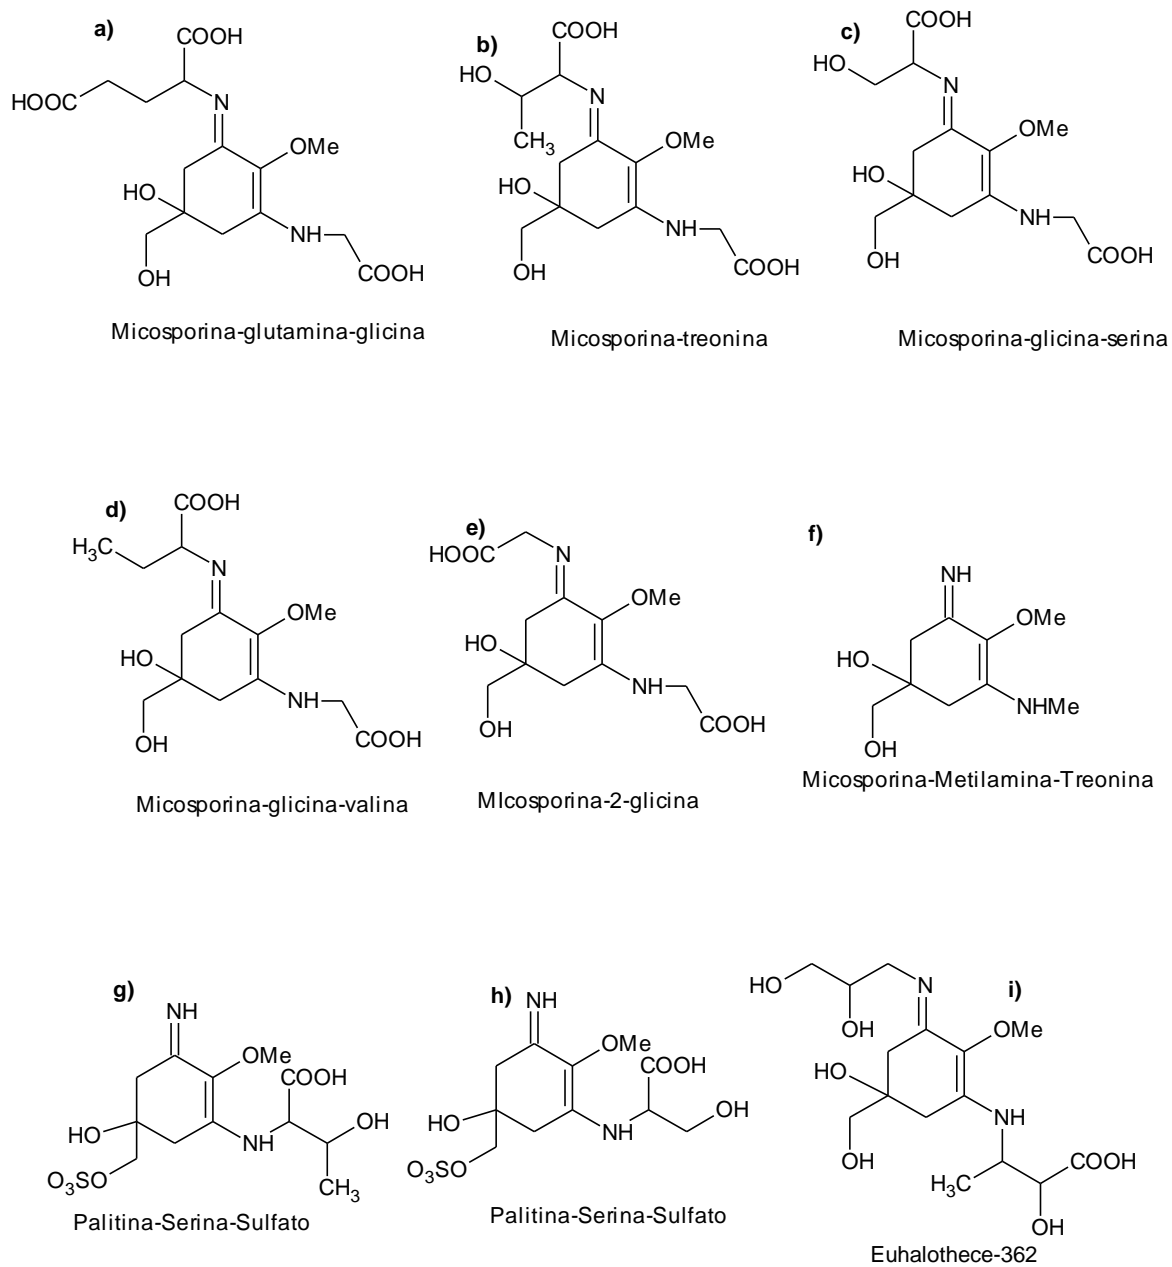 a)
COOH
HOOC
N
OMe
HO
NH
OH
COOH
Micosporina-glutamina-glicina
b)
COOH
HO
N
CH3
OMe
HO
NH
OH
COOH
Micosporina-treonina
c)
COOH
HO
N
OMe
HO
NH
OH
COOH
Micosporina-glicina-serina
d)
COOH
H3C
N
OMe
HO
NH
OH
COOH
Micosporina-glicina-valina
e)
HOOC
N
OMe
HO
NH
OH
COOH
MIcosporina-2-glicina
f)
NH
OMe
HO
NHMe
OH
Micosporina-Metilamina-Treonina
g)
NH
OMe
COOH
HO
OH
NH
O3SO
CH3
Palitina-Serina-Sulfato
h)
NH
OMe
COOH
HO
OH
NH
O3SO
Palitina-Serina-Sulfato
i)
HO
N
OH
OMe
HO
NH
OH
H3C
COOH
OH
Euhalothece-362